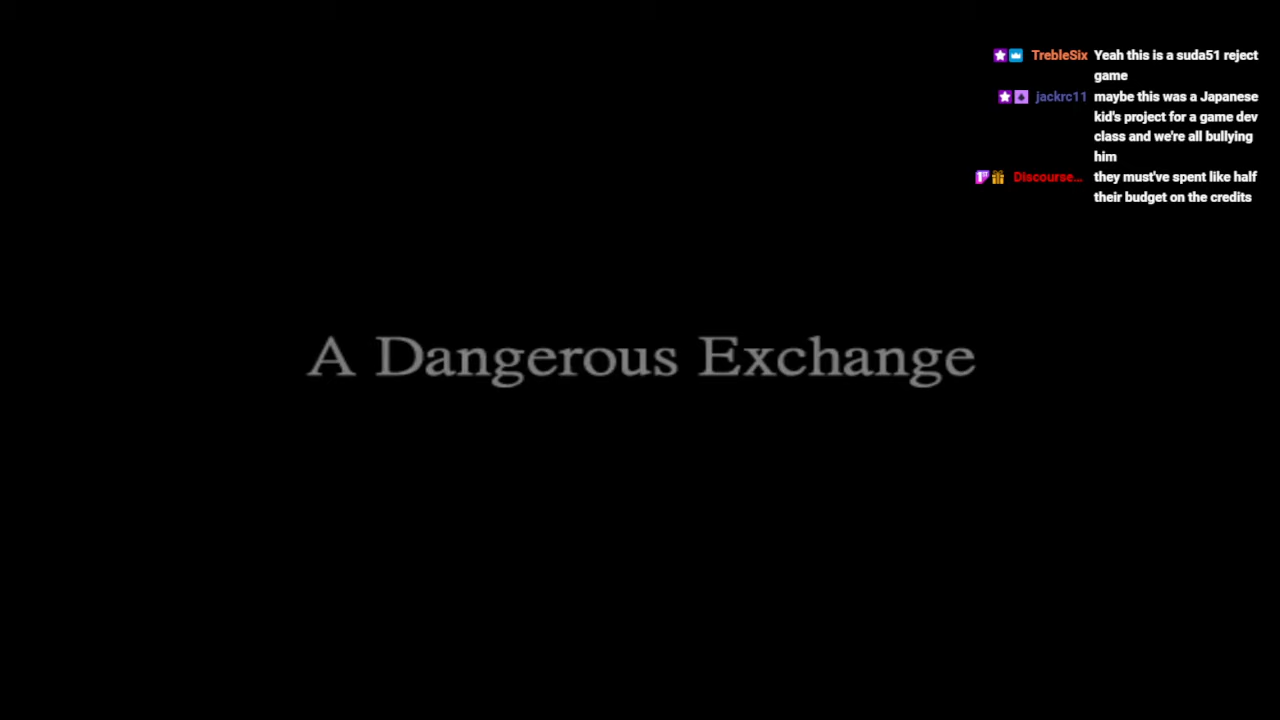 TrebleSix Yeah this is a suda51 reject
game
jackrc11 maybe this was a Japanese
kid's project for a game dev
class and we're all bullying
him
Discourse... they must've spent like half
their budget on the credits
A Dangerous Exchange